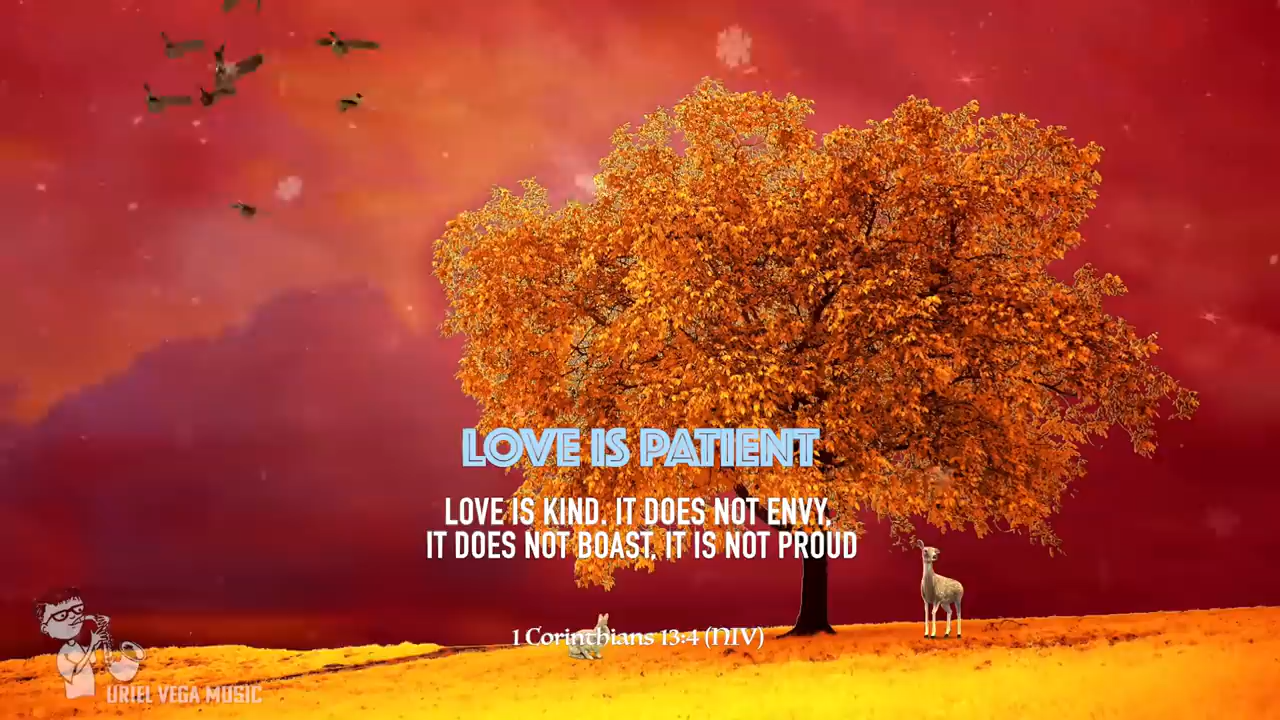 LOVE IS PATIENT
LOVE IS KIND. IT DOES NOT ENVY,
IT DOES NOT BOAST, IT IS NOT PROUD
1 Corinthians 13:4 (NIV)
URIEL VEGA MUSIC